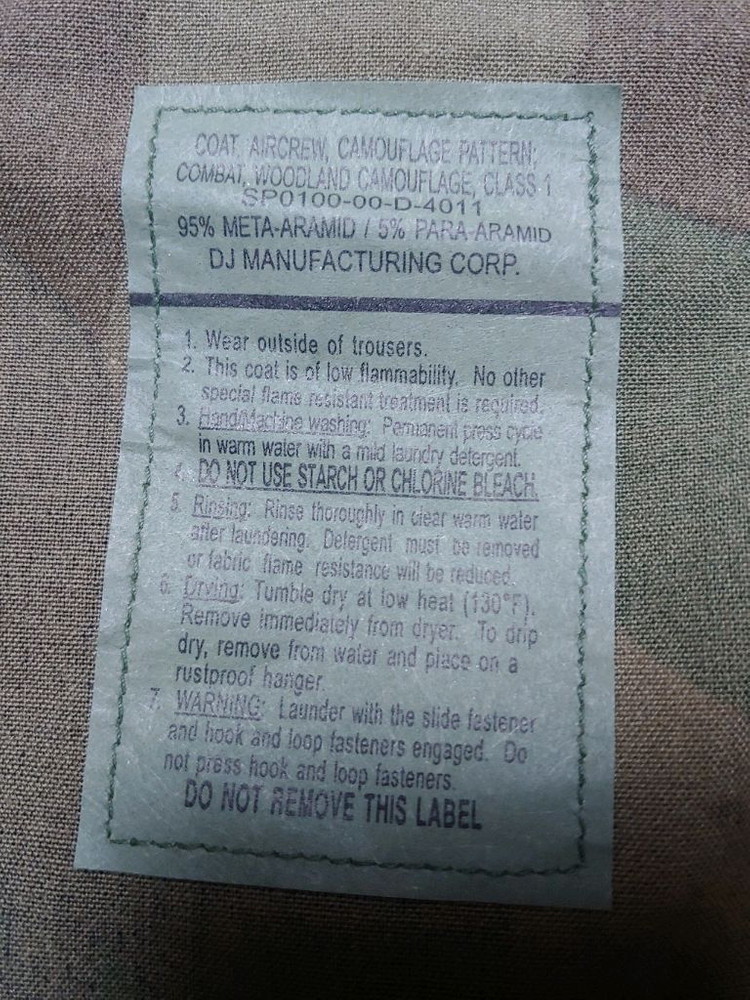 COAT, AIRCREW, CAMOUFLAGE PATTERN;
COMBAT, WOODLAND CAMOUFLAGE, CLASS 1
SP0100-00-D-4011
95% META-ARAMID / 5% PARA-ARAMID
DJ MANUFACTURING CORP.
1. Wear outside of trousers.
2. This coat is of low flammability. No other
special flame resistant treatment is required.
3. Hand/Machine washing: Permanent press cycle
in warm water with a mild laundry detergent.
4. DO NOT USE STARCH OR CHLORINE BLEACH.
5. Rinsing: Rinse thoroughly in clear warm water
after laundering. Detergent must be removed
or fabric flame resistance will be reduced.
6. Drying: Tumble dry at low heat (130°F).
Remove immediately from dryer. To drip
dry, remove from water and place on a
rustproof hanger.
7. WARNING: Launder with the slide fastener
and hook and loop fasteners engaged. Do
not press hook and loop fasteners.
DO NOT REMOVE THIS LABEL